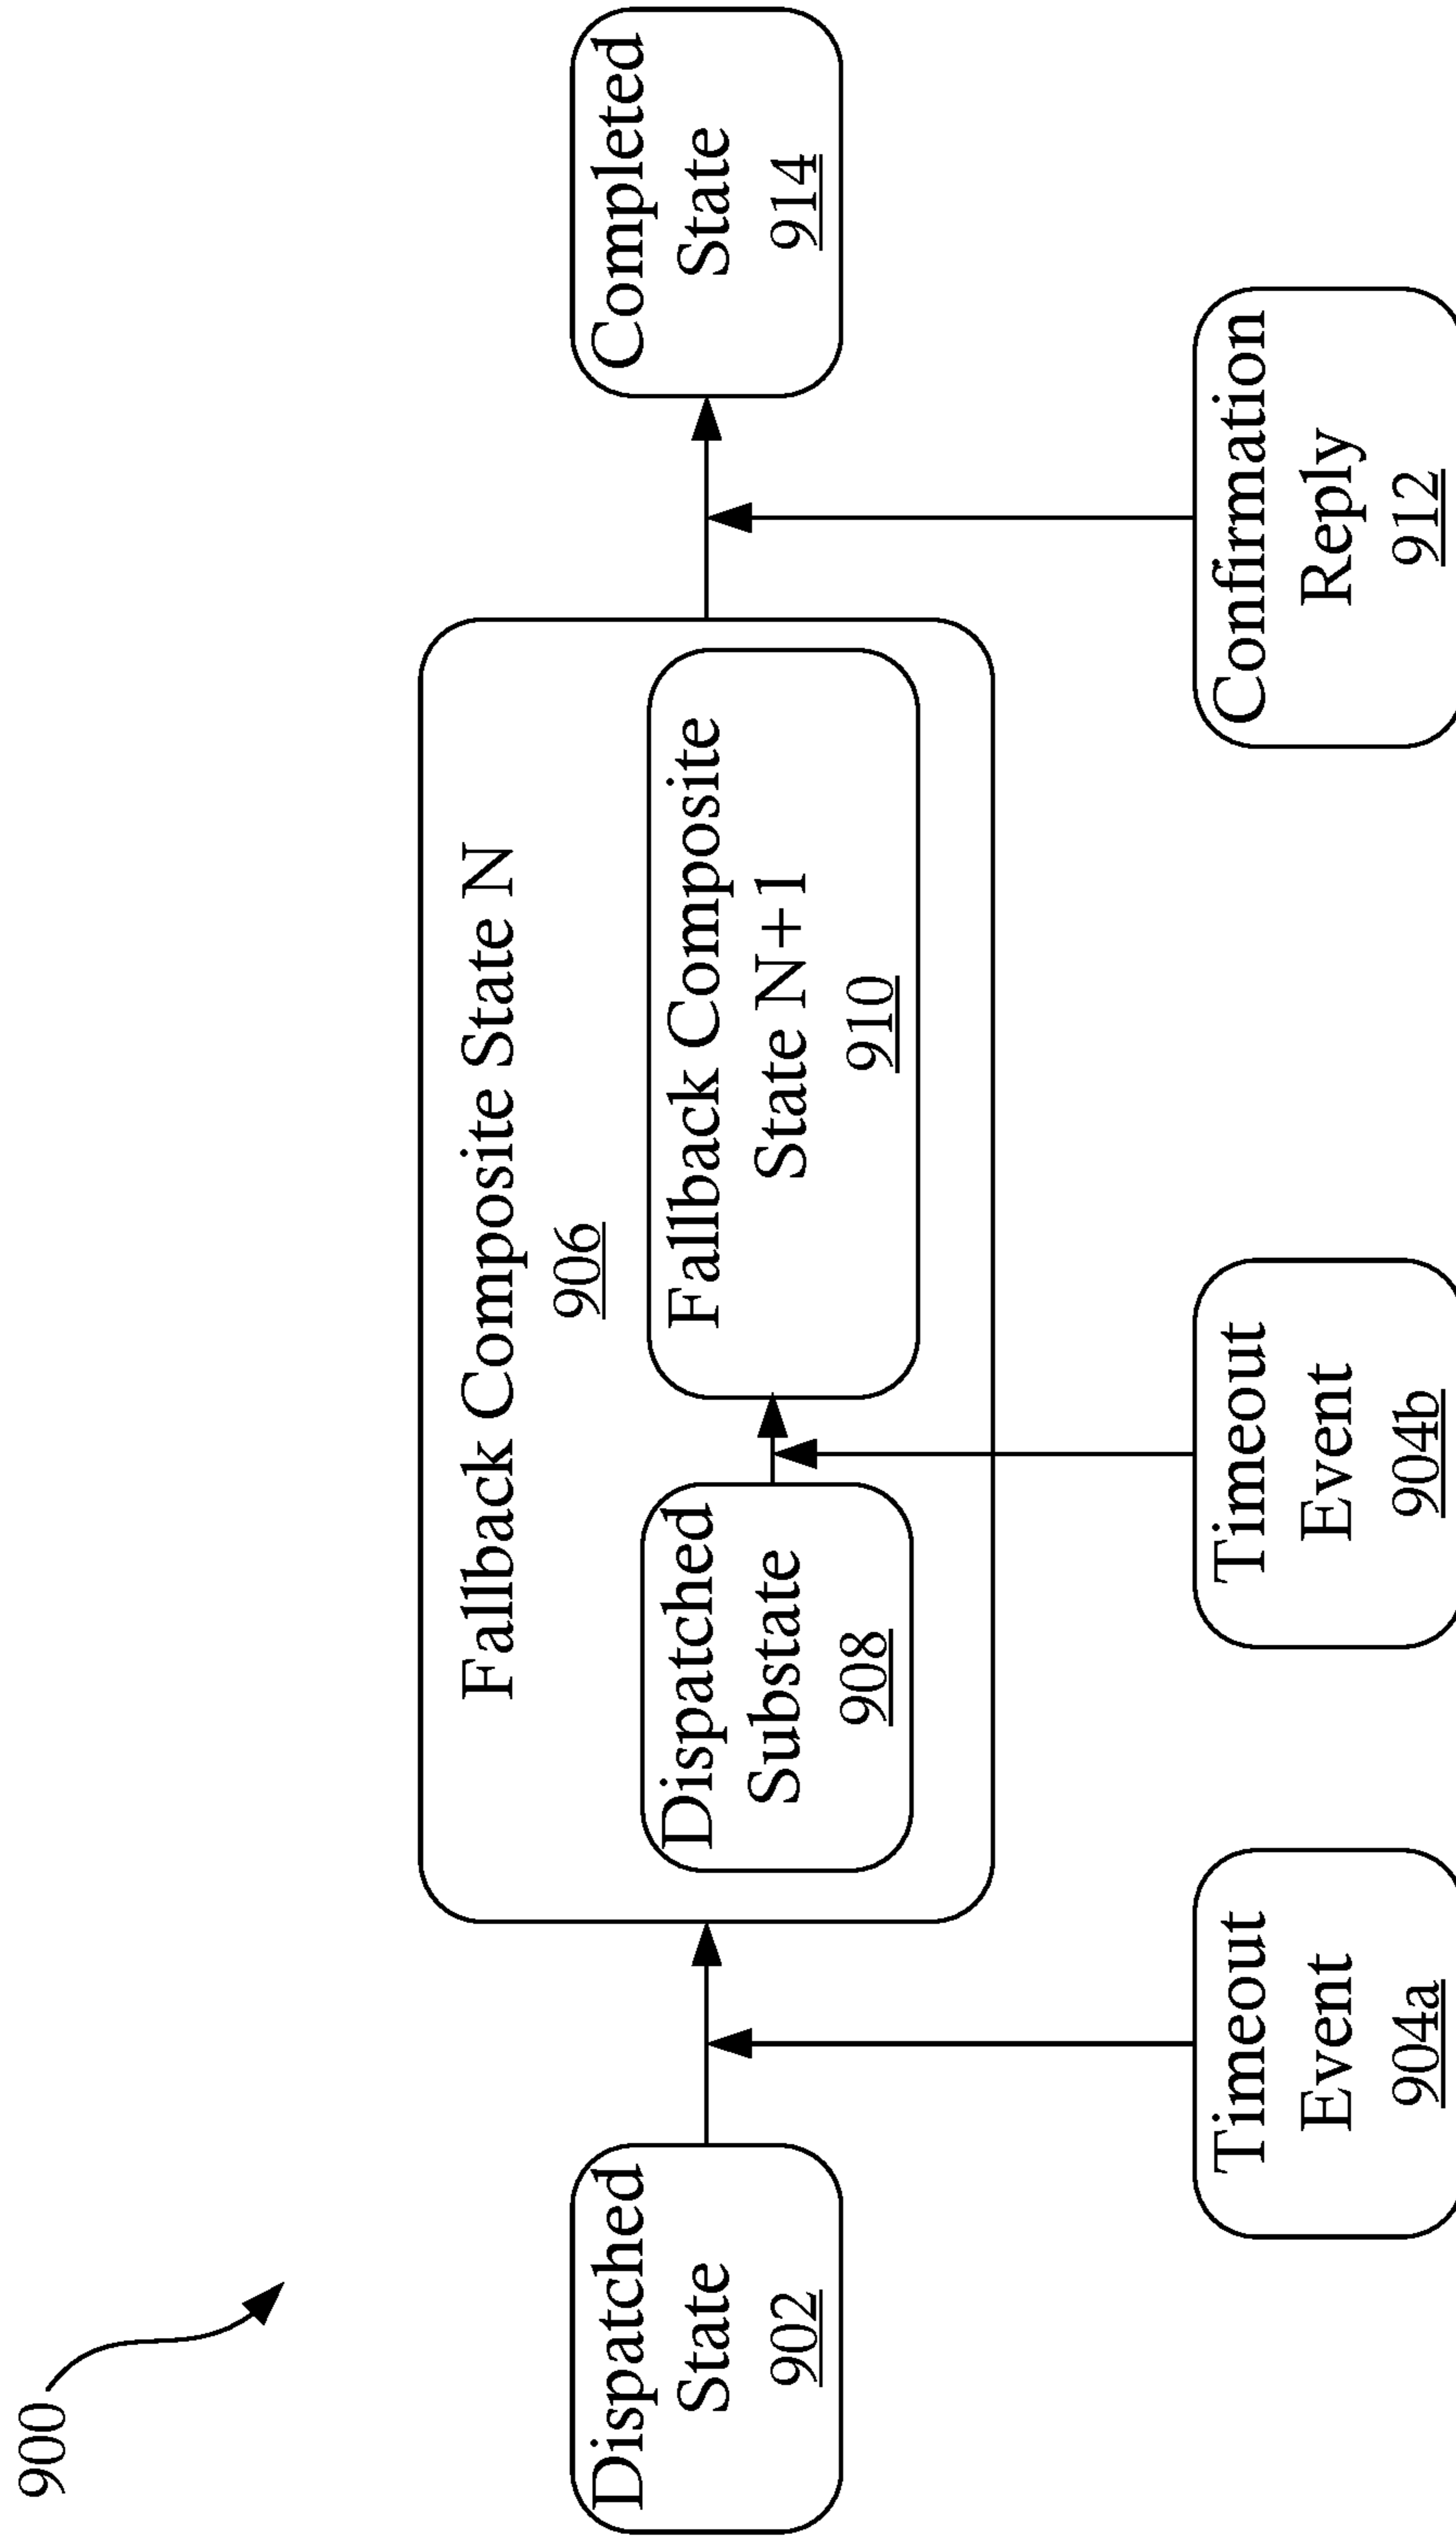 900
Dispatched
State
902
Timeout
Event
904a
Fallback Composite State N
906
Dispatched
Substate
908
Timeout
Event
904b
Fallback Composite
State N+1
910
Confirmation
Reply
912
Completed
State
914